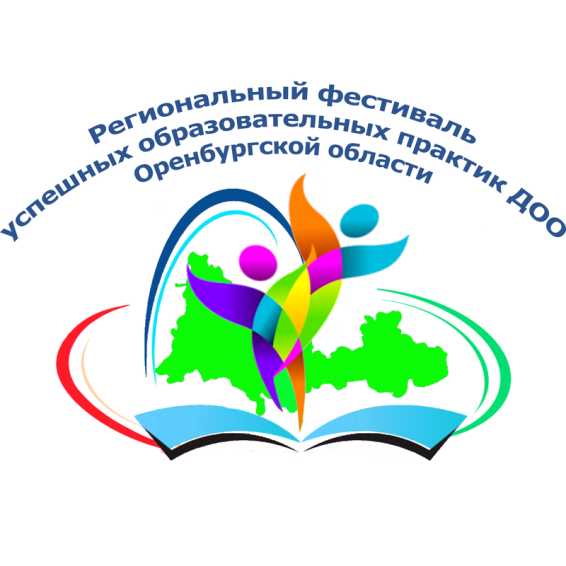 Региональный фестиваль
успешных образовательных практик ДОО
Оренбургской области